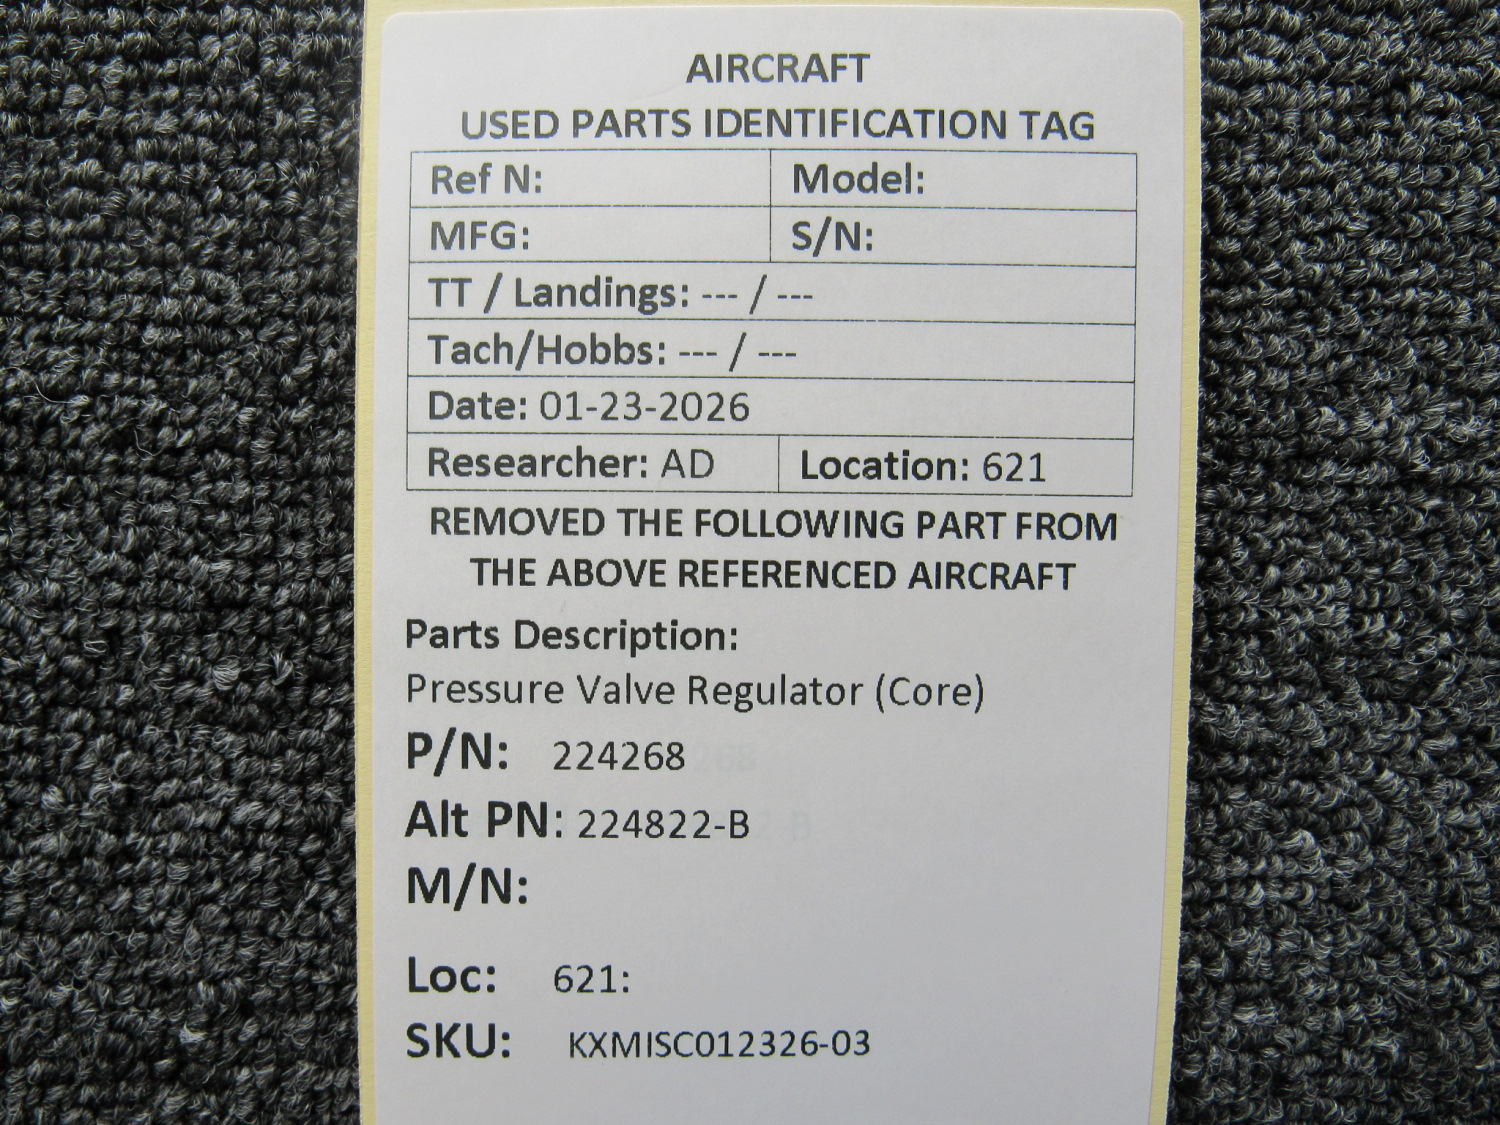 AIRCRAFT
USED PARTS IDENTIFICATION TAG
Ref N: Model:
MFG: S/N:
TT / Landings: --- / ---
Tach/Hobbs: --- / ---
Date: 01-23-2026
Researcher: AD Location: 621
REMOVED THE FOLLOWING PART FROM
THE ABOVE REFERENCED AIRCRAFT
Parts Description:
Pressure Valve Regulator (Core)
P/N: 224268
Alt PN: 224822-B
M/N:
Loc: 621:
SKU: KXMISC012326-03